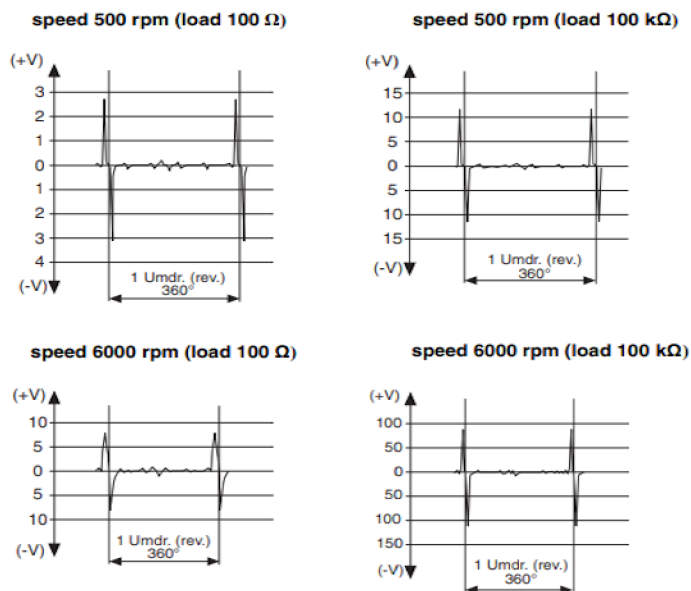 speed 500 rpm (load 100 Ω)
(+V)
3
2
1
0
1
2
3
4
(-V)
1 Umdr. (rev.)
360°
speed 500 rpm (load 100 kΩ)
(+V)
15
10
5
0
5
10
15
(-V)
1 Umdr. (rev.)
360°
speed 6000 rpm (load 100 Ω)
(+V)
10
5
0
5
10
(-V)
1 Umdr. (rev.)
360°
speed 6000 rpm (load 100 kΩ)
(+V)
100
50
0
50
100
150
(-V)
1 Umdr. (rev.)
360°